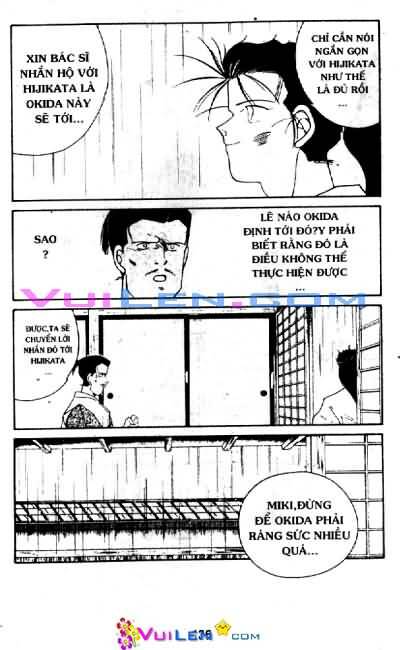 XIN BÁC SĨ
NHẮN HỘ VỚI
HIJIKATA LÀ
OKIDA NÀY
SẼ TỚI...
CHỈ CẦN NÓI
NGẮN GỌN
VỚI HIJIKATA
NHƯ THẾ
LÀ ĐỦ RỒI
...
SAO
?
LẼ NÀO OKIDA
ĐỊNH TỚI ĐÓ?Y PHẢI
BIẾT RẰNG ĐÓ LÀ
ĐIỀU KHÔNG THỂ
THỰC HIỆN ĐƯỢC
...
VUILEN.COM
ĐƯỢC,TA SẼ
CHUYỂN LỜI
NHẮN ĐÓ TỚI
HIJIKATA
MIKI,ĐỪNG
ĐỂ OKIDA PHẢI
RÁNG SỨC NHIỀU
QUÁ...
VUILEN 136